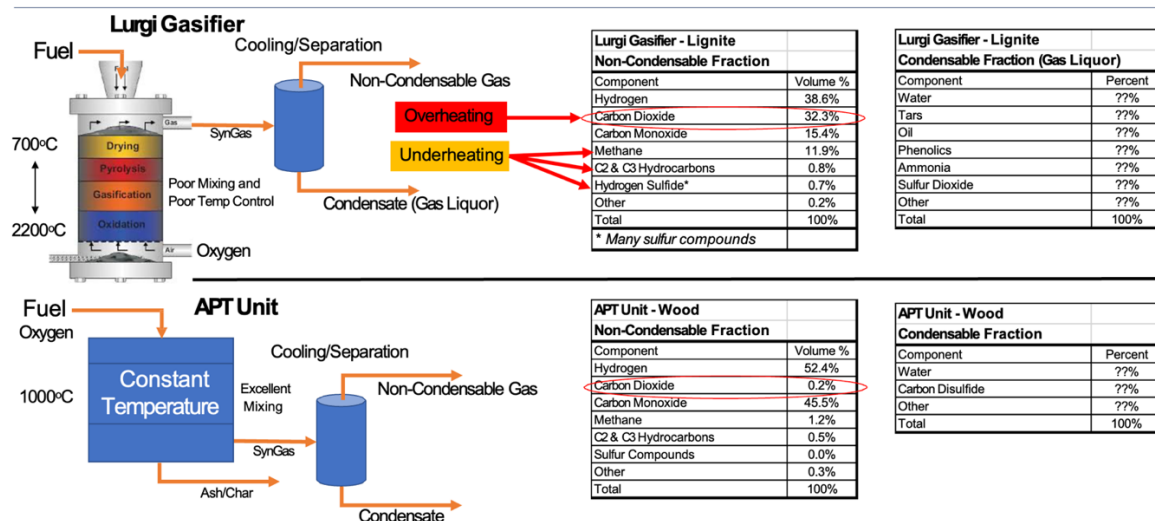 Lurgi Gasifier
Fuel
Fuel
Gas
Drying
Pyrolysis
Gasification
Oxidation
Air
700°C
2200°C
Poor Mixing and
Poor Temp Control
Oxygen
SynGas
Cooling/Separation
Non-Condensable Gas
Condensate (Gas Liquor)
Overheating
Underheating
Lurgi Gasifier - Lignite
Non-Condensable Fraction
Component Volume %
Hydrogen 38.6%
Carbon Dioxide 32.3%
Carbon Monoxide 15.4%
Methane 11.9%
C2 & C3 Hydrocarbons 0.8%
Hydrogen Sulfide* 0.7%
Other 0.2%
Total 100%
* Many sulfur compounds
Lurgi Gasifier - Lignite
Condensable Fraction (Gas Liquor)
Component Percent
Water ??%
Tars ??%
Oil ??%
Phenolics ??%
Ammonia ??%
Sulfur Dioxide ??%
Other ??%
Total 100%
APT Unit
Fuel
Oxygen
1000°C
Constant
Temperature
Excellent
Mixing
SynGas
Ash/Char
Cooling/Separation
Non-Condensable Gas
Condensate
APT Unit - Wood
Non-Condensable Fraction
Component Volume %
Hydrogen 52.4%
Carbon Dioxide 0.2%
Carbon Monoxide 45.5%
Methane 1.2%
C2 & C3 Hydrocarbons 0.5%
Sulfur Compounds 0.0%
Other 0.3%
Total 100%
APT Unit - Wood
Condensable Fraction
Component Percent
Water ??%
Carbon Disulfide ??%
Other ??%
Total 100%